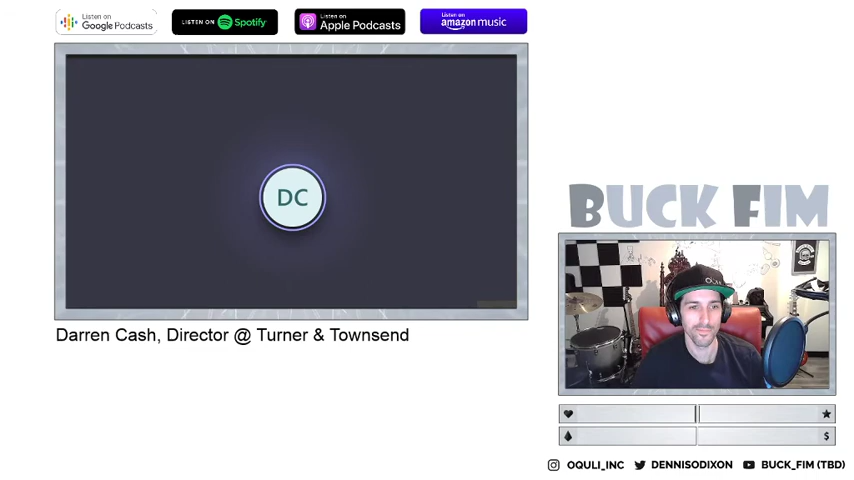 Listen on
Google Podcasts
LISTEN ON
Spotify
Listen on
Apple Podcasts
Listen on
amazon music
DC
Darren Cash, Director @ Turner & Townsend
BUCK FIM
$
OQULI_INC
DENNISODIXON
BUCK_FIM (TBD)